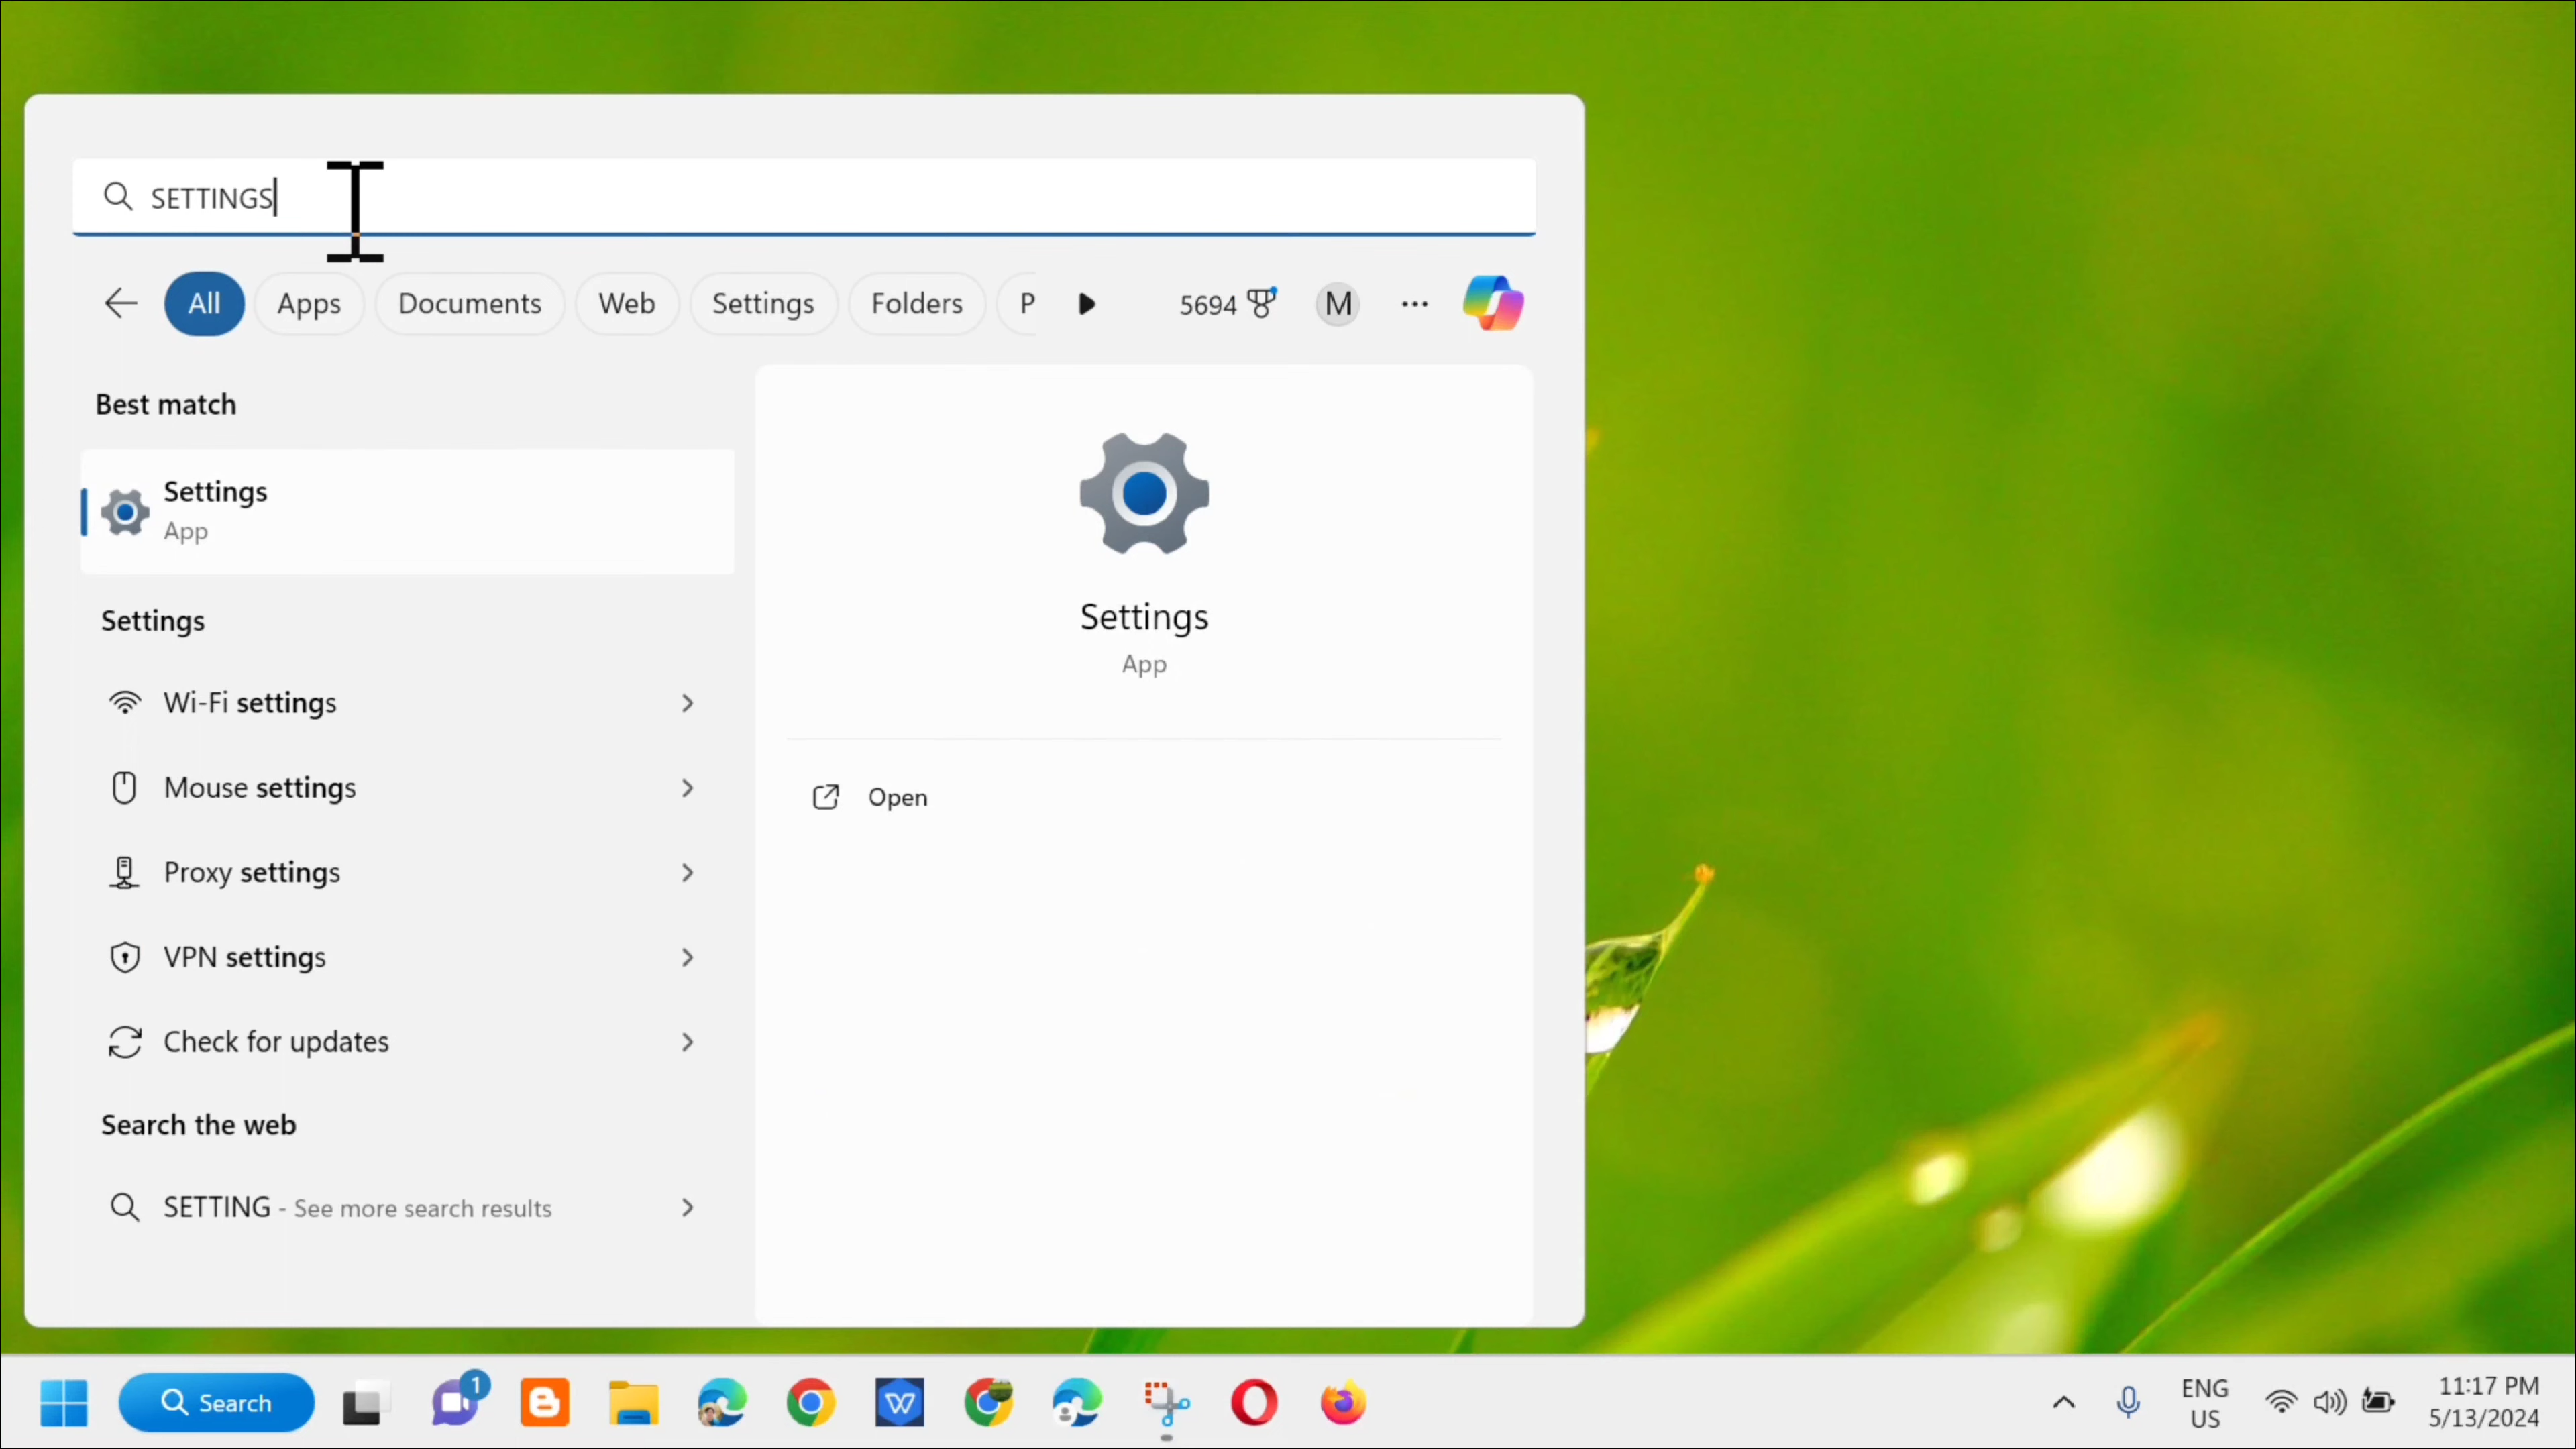 SETTINGS
All Apps Documents Web Settings Folders P 5694 M
Best match
Settings
App
Settings
Wi-Fi settings
Mouse settings
Proxy settings
VPN settings
Check for updates
Search the web
SETTING - See more search results
Settings
App
Open
Search 1 ENG 11:17 PM
US 5/13/2024